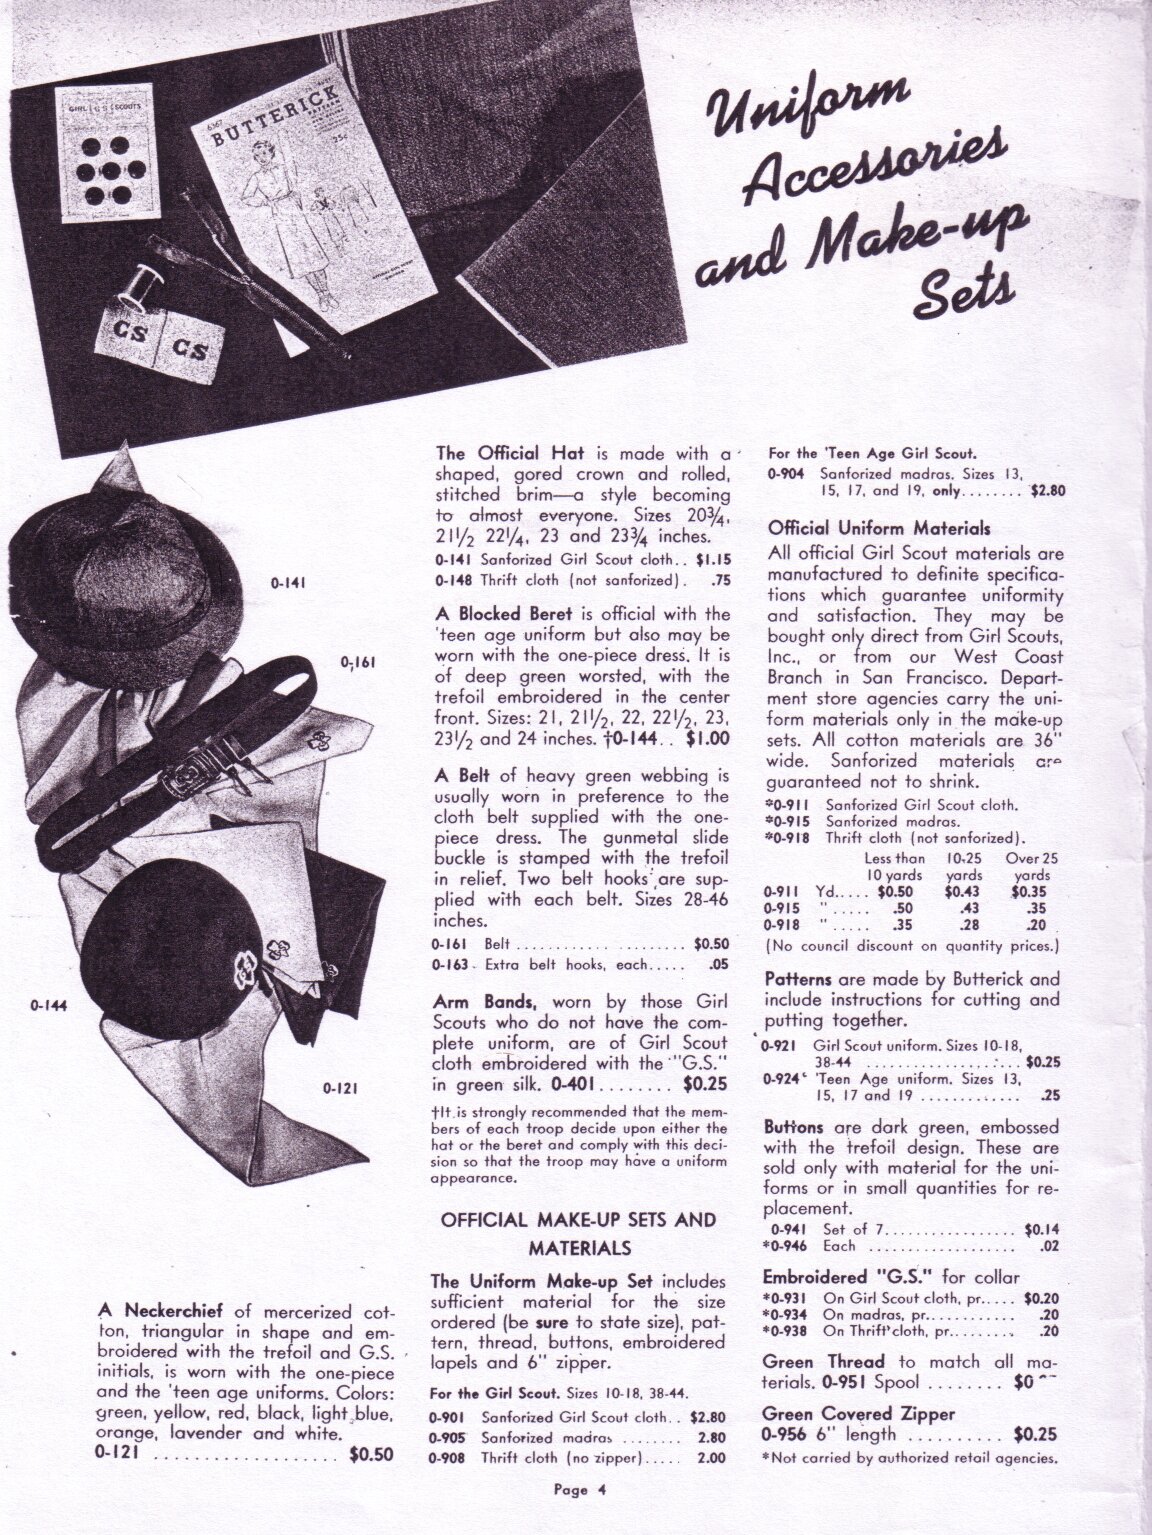 GIRL G S SCOUTS
6367
BUTTERICK
PATTERN
25¢
GS GS
Uniform
Accessories
and Make-up
Sets
0-141
0-161
0-144
0-121
A Neckerchief of mercerized cot-
ton, triangular in shape and em-
broidered with the trefoil and G.S.
initials, is worn with the one-piece
and the 'teen age uniforms. Colors:
green, yellow, red, black, light blue,
orange, lavender and white.
0-121 ................... $0.50
The Official Hat is made with a
shaped, gored crown and rolled,
stitched brim—a style becoming
to almost everyone. Sizes 20¾,
21½ 22¼, 23 and 23¾ inches.
0-141 Sanforized Girl Scout cloth.. $1.15
0-148 Thrift cloth (not sanforized). .75
A Blocked Beret is official with the
'teen age uniform but also may be
worn with the one-piece dress. It is
of deep green worsted, with the
trefoil embroidered in the center
front. Sizes: 21, 21½, 22, 22½, 23,
23½ and 24 inches. †0-144.. $1.00
A Belt of heavy green webbing is
usually worn in preference to the
cloth belt supplied with the one-
piece dress. The gunmetal slide
buckle is stamped with the trefoil
in relief. Two belt hooks are sup-
plied with each belt. Sizes 28-46
inches.
0-161 Belt ..................... $0.50
0-163 Extra belt hooks, each..... .05
Arm Bands, worn by those Girl
Scouts who do not have the com-
plete uniform, are of Girl Scout
cloth embroidered with the "G.S."
in green silk. 0-401........ $0.25
†It is strongly recommended that the mem-
bers of each troop decide upon either the
hat or the beret and comply with this deci-
sion so that the troop may have a uniform
appearance.
OFFICIAL MAKE-UP SETS AND
MATERIALS
The Uniform Make-up Set includes
sufficient material for the size
ordered (be sure to state size), pat-
tern, thread, buttons, embroidered
lapels and 6" zipper.
For the Girl Scout. Sizes 10-18, 38-44.
0-901 Sanforized Girl Scout cloth.. $2.80
0-905 Sanforized madras ........ 2.80
0-908 Thrift cloth (no zipper)..... 2.00
For the 'Teen Age Girl Scout.
0-904 Sanforized madras. Sizes 13,
15, 17, and 19, only........ $2.80
Official Uniform Materials
All official Girl Scout materials are
manufactured to definite specifica-
tions which guarantee uniformity
and satisfaction. They may be
bought only direct from Girl Scouts,
Inc., or from our West Coast
Branch in San Francisco. Depart-
ment store agencies carry the uni-
form materials only in the make-up
sets. All cotton materials are 36"
wide. Sanforized materials are
guaranteed not to shrink.
*0-911 Sanforized Girl Scout cloth.
*0-915 Sanforized madras.
*0-918 Thrift cloth (not sanforized).
Less than 10-25 Over 25
10 yards yards yards
0-911 Yd..... $0.50 $0.43 $0.35
0-915 " ..... .50 .43 .35
0-918 " ..... .35 .28 .20
(No council discount on quantity prices.)
Patterns are made by Butterick and
include instructions for cutting and
putting together.
0-921 Girl Scout uniform. Sizes 10-18,
38-44 .................... $0.25
0-924 'Teen Age uniform. Sizes 13,
15, 17 and 19 ............. .25
Buttons are dark green, embossed
with the trefoil design. These are
sold only with material for the uni-
forms or in small quantities for re-
placement.
0-941 Set of 7................. $0.14
*0-946 Each ................... .02
Embroidered "G.S." for collar
*0-931 On Girl Scout cloth, pr..... $0.20
*0-934 On madras, pr............ .20
*0-938 On Thrift cloth, pr......... .20
Green Thread to match all ma-
terials. 0-951 Spool ........
Green Covered Zipper
0-956 6" length .......... $0.25
*Not carried by authorized retail agencies.
Page 4